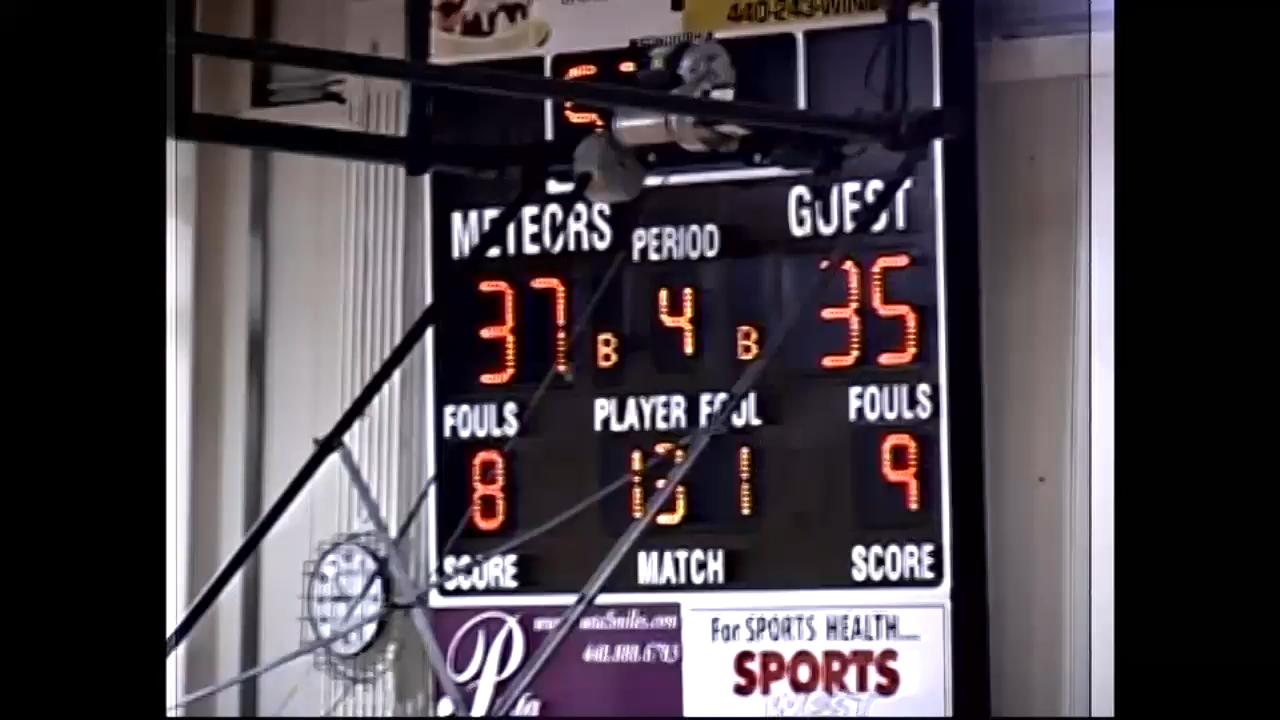 METEORS PERIOD GUEST
37 B 4 B 35
FOULS PLAYER FOUL FOULS
8 13 1 9
SCORE MATCH SCORE
For SPORTS HEALTH....
SPORTS